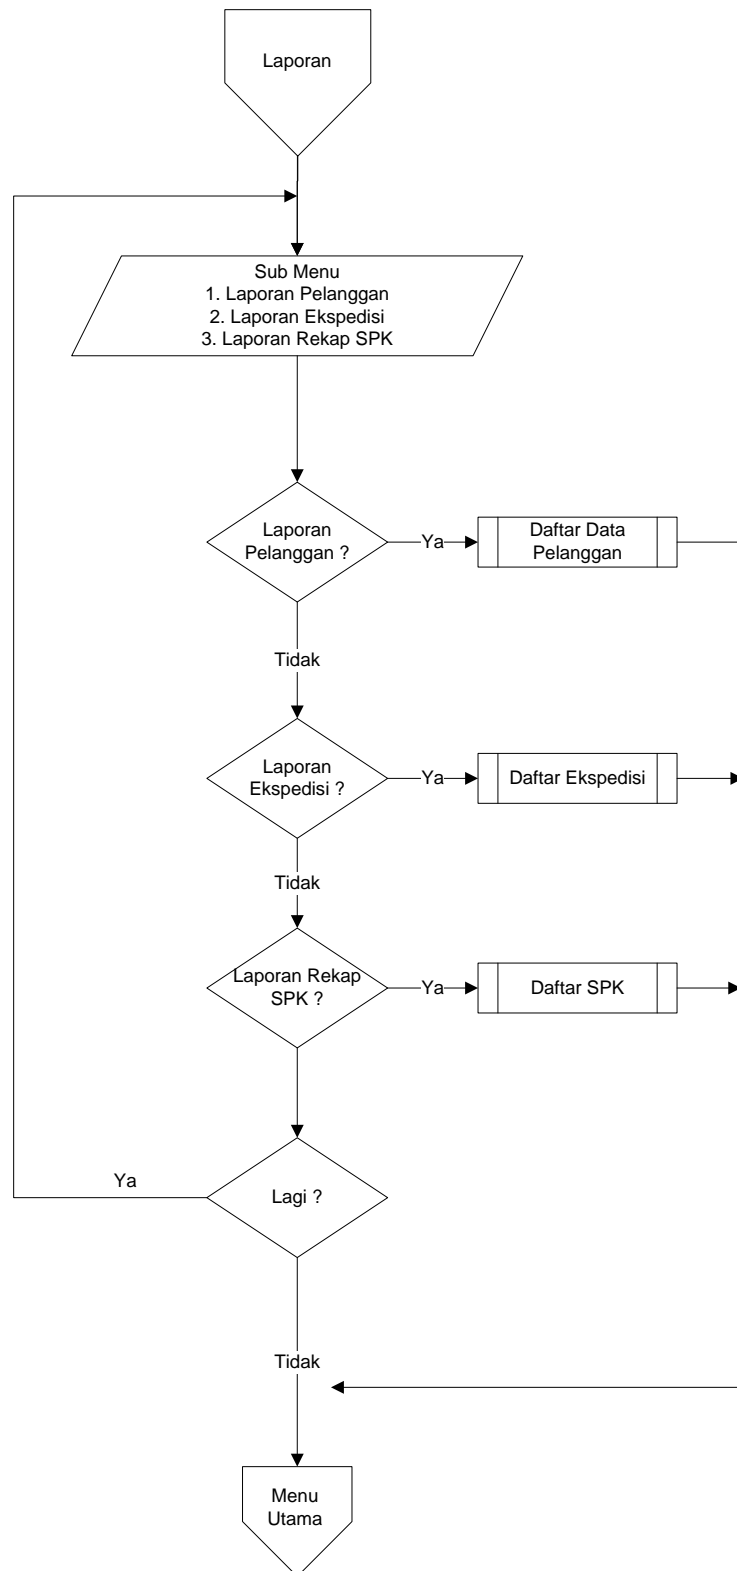 Laporan
Sub Menu
1. Laporan Pelanggan
2. Laporan Ekspedisi
3. Laporan Rekap SPK
Laporan
Pelanggan ?
Ya
Daftar Data
Pelanggan
Tidak
Laporan
Ekspedisi ?
Ya
Daftar Ekspedisi
Tidak
Laporan Rekap
SPK ?
Ya
Daftar SPK
Ya
Lagi ?
Tidak
Menu
Utama